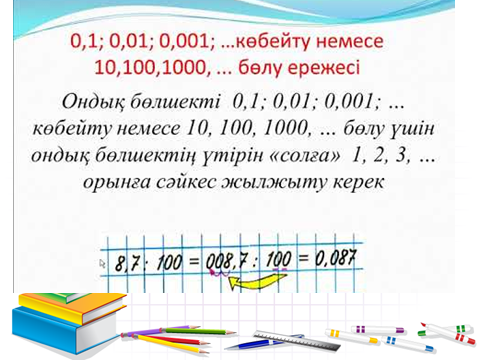 0,1; 0,01; 0,001; ...көбейту немесе
10,100,1000, ... бөлу ережесі
Ондық бөлшекті 0,1; 0,01; 0,001; ...
көбейту немесе 10, 100, 1000, ... бөлу үшін
ондық бөлшектің үтірін «солға» 1, 2, 3, ...
орынға сәйкес жылжыту керек
8,7 : 100 = 008,7 : 100 = 0,087